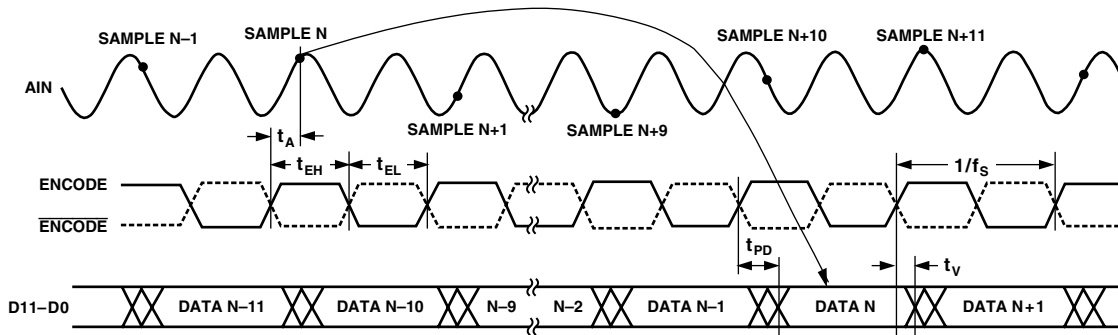 SAMPLE N–1
SAMPLE N
SAMPLE N+10
SAMPLE N+11
AIN
SAMPLE N+1
SAMPLE N+9
tA
tEH
tEL
1/fS
ENCODE
ENCODE
tPD
tV
D11–D0
DATA N–11
DATA N–10
N–9
N–2
DATA N–1
DATA N
DATA N+1